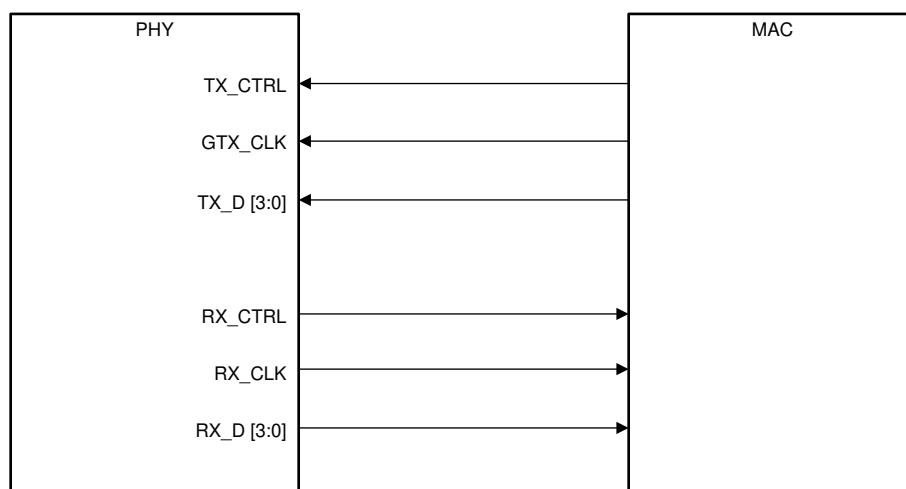 PHY
MAC
TX_CTRL
GTX_CLK
TX_D [3:0]
RX_CTRL
RX_CLK
RX_D [3:0]